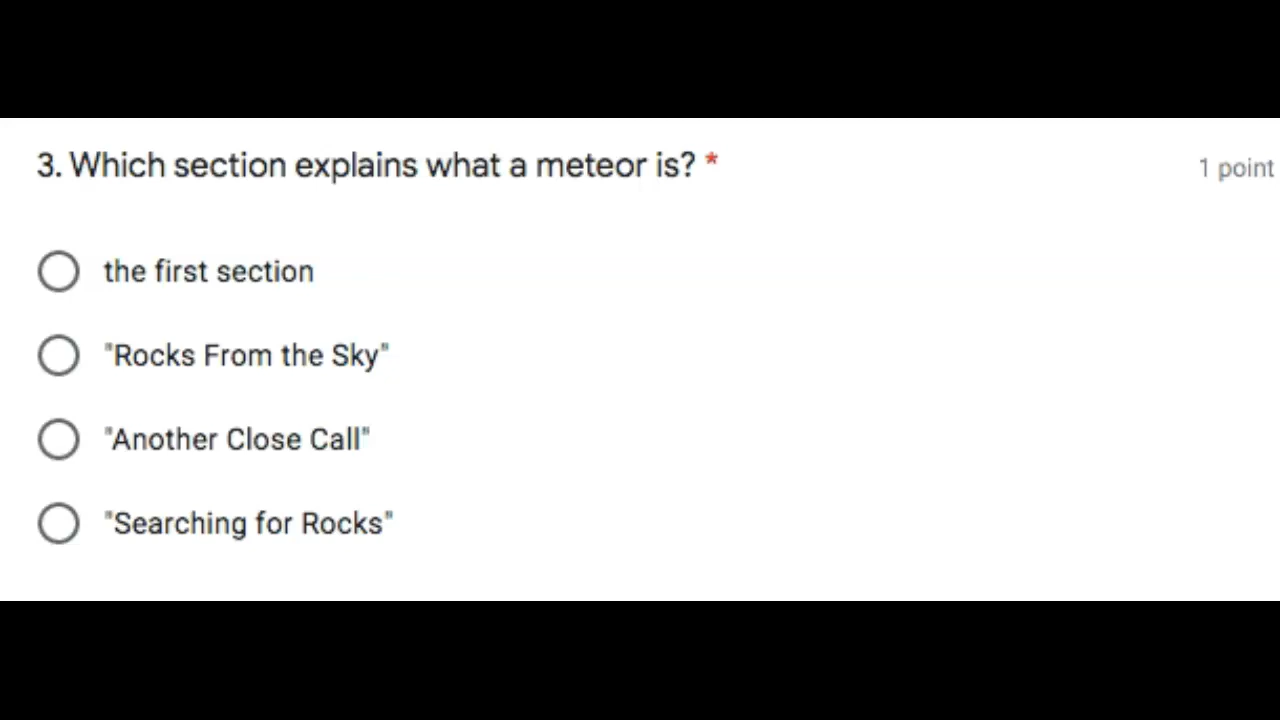 3. Which section explains what a meteor is? *
1 point
the first section
"Rocks From the Sky"
"Another Close Call"
"Searching for Rocks"